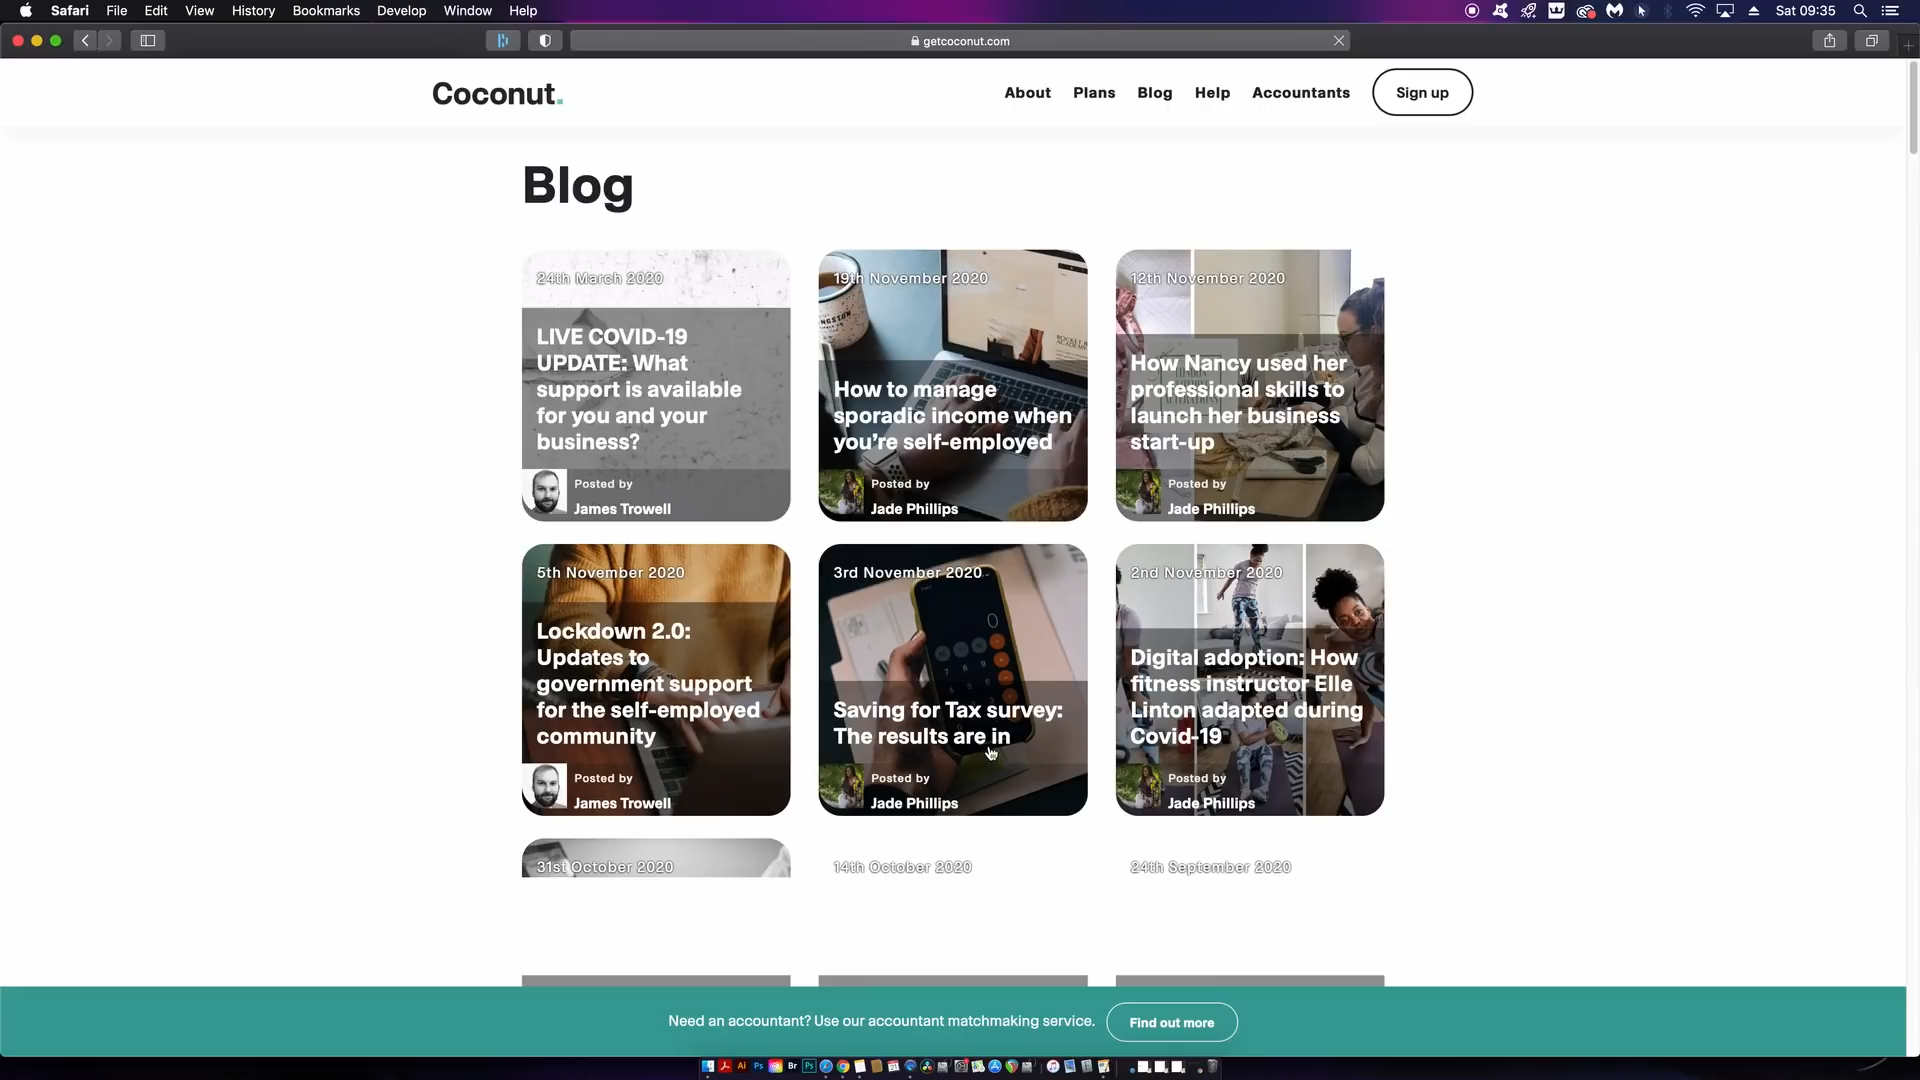 Safari File Edit View History Bookmarks Develop Window Help
Sat 09:35
getcoconut.com
Coconut.
About Plans Blog Help Accountants Sign up
Blog
24th March 2020
LIVE COVID-19
UPDATE: What
support is available
for you and your
business?
Posted by
James Trowell
19th November 2020
How to manage
sporadic income when
you're self-employed
Posted by
Jade Phillips
12th November 2020
How Nancy used her
professional skills to
launch her business
start-up
Posted by
Jade Phillips
5th November 2020
Lockdown 2.0:
Updates to
government support
for the self-employed
community
Posted by
James Trowell
3rd November 2020
Saving for Tax survey:
The results are in
Posted by
Jade Phillips
2nd November 2020
Digital adoption: How
fitness instructor Elle
Linton adapted during
Covid-19
Posted by
Jade Phillips
31st October 2020
14th October 2020
24th September 2020
Need an accountant? Use our accountant matchmaking service.
Find out more